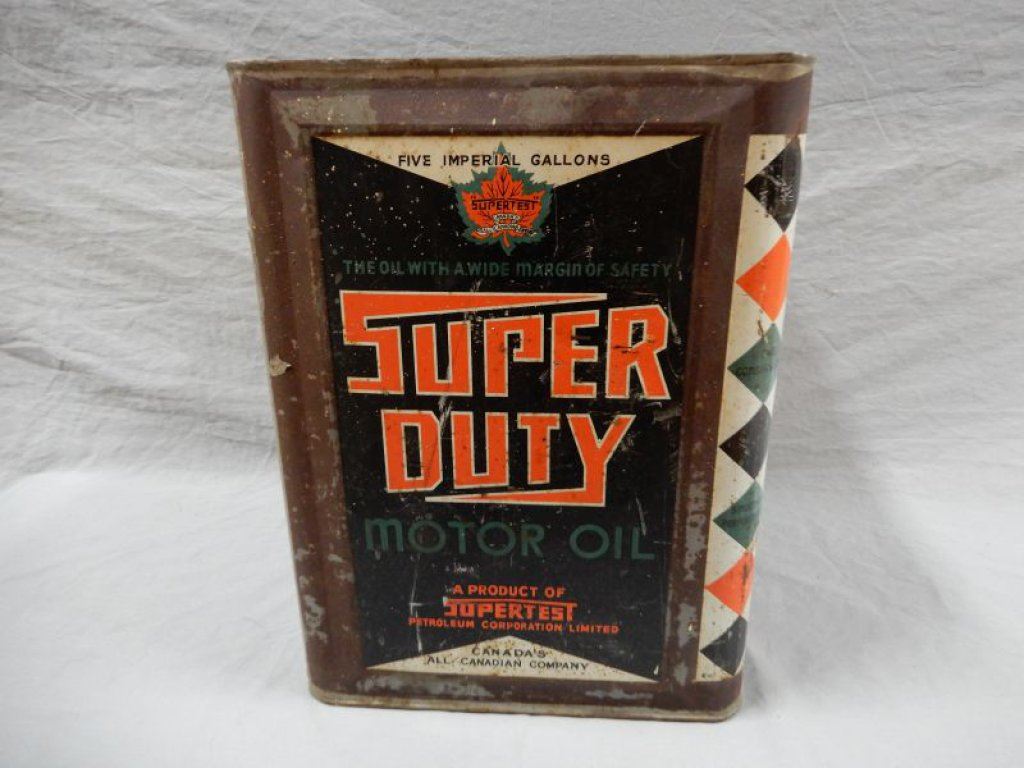 FIVE IMPERIAL GALLONS
SUPERTEST
THE OIL WITH A WIDE MARGIN OF SAFETY
SUPER
DUTY
MOTOR OIL
A PRODUCT OF
SUPERTEST
PETROLEUM CORPORATION LIMITED
CANADA'S
ALL-CANADIAN COMPANY